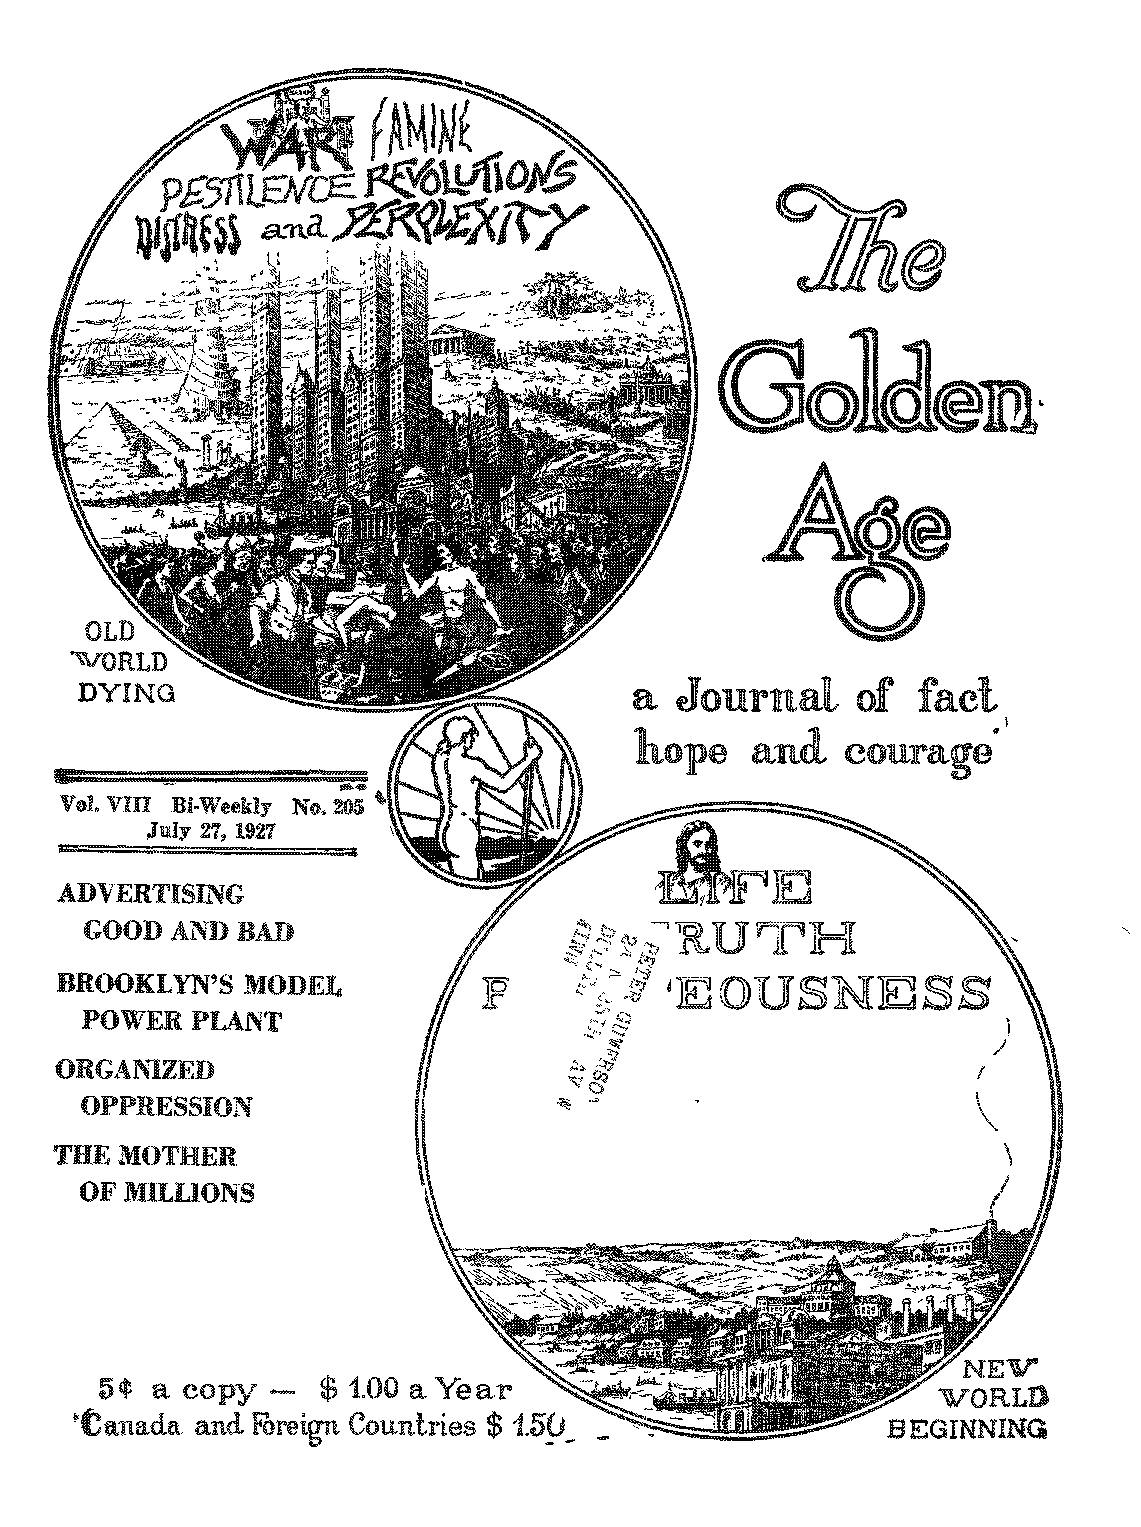 WAR FAMINE
PESTILENCE REVOLUTIONS
DISTRESS and PERPLEXITY
The
Golden
Age
OLD
WORLD
DYING
a Journal of fact
hope and courage
Vol. VIII Bi-Weekly No. 205
July 27, 1927
ADVERTISING
GOOD AND BAD
BROOKLYN'S MODEL
POWER PLANT
ORGANIZED
OPPRESSION
THE MOTHER
OF MILLIONS
LIFE
RUTH
EOUSNESS
PETER
AV W
MINN
NEW
WORLD
BEGINNING
5¢ a copy — $ 1.00 a Year
Canada and Foreign Countries $ 1.50